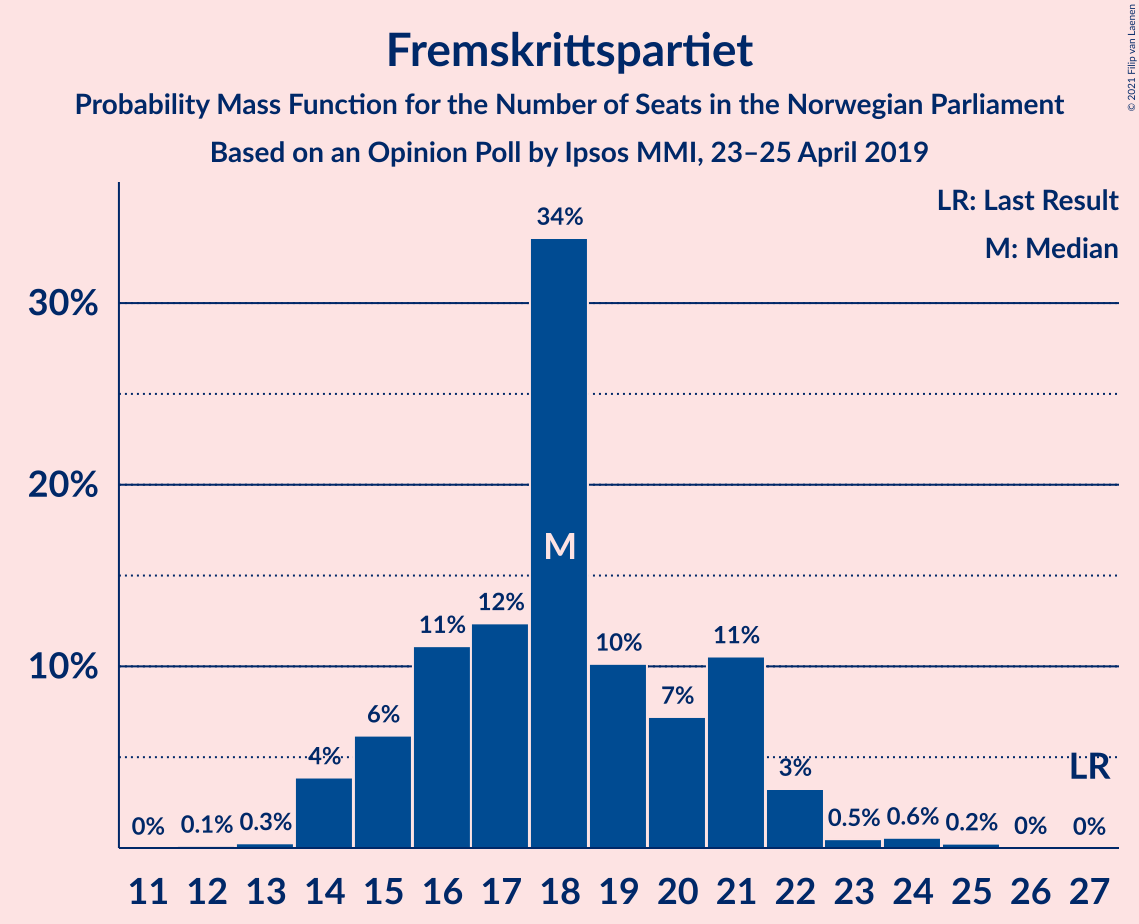 Fremskrittspartiet
Probability Mass Function for the Number of Seats in the Norwegian Parliament
Based on an Opinion Poll by Ipsos MMI, 23–25 April 2019
© 2021 Filip van Laenen
LR: Last Result
M: Median
30%
20%
10%
0%
0.1%
0.3%
4%
6%
11%
12%
34%
M
10%
7%
11%
3%
0.5%
0.6%
0.2%
0%
0%
LR
11 12 13 14 15 16 17 18 19 20 21 22 23 24 25 26 27